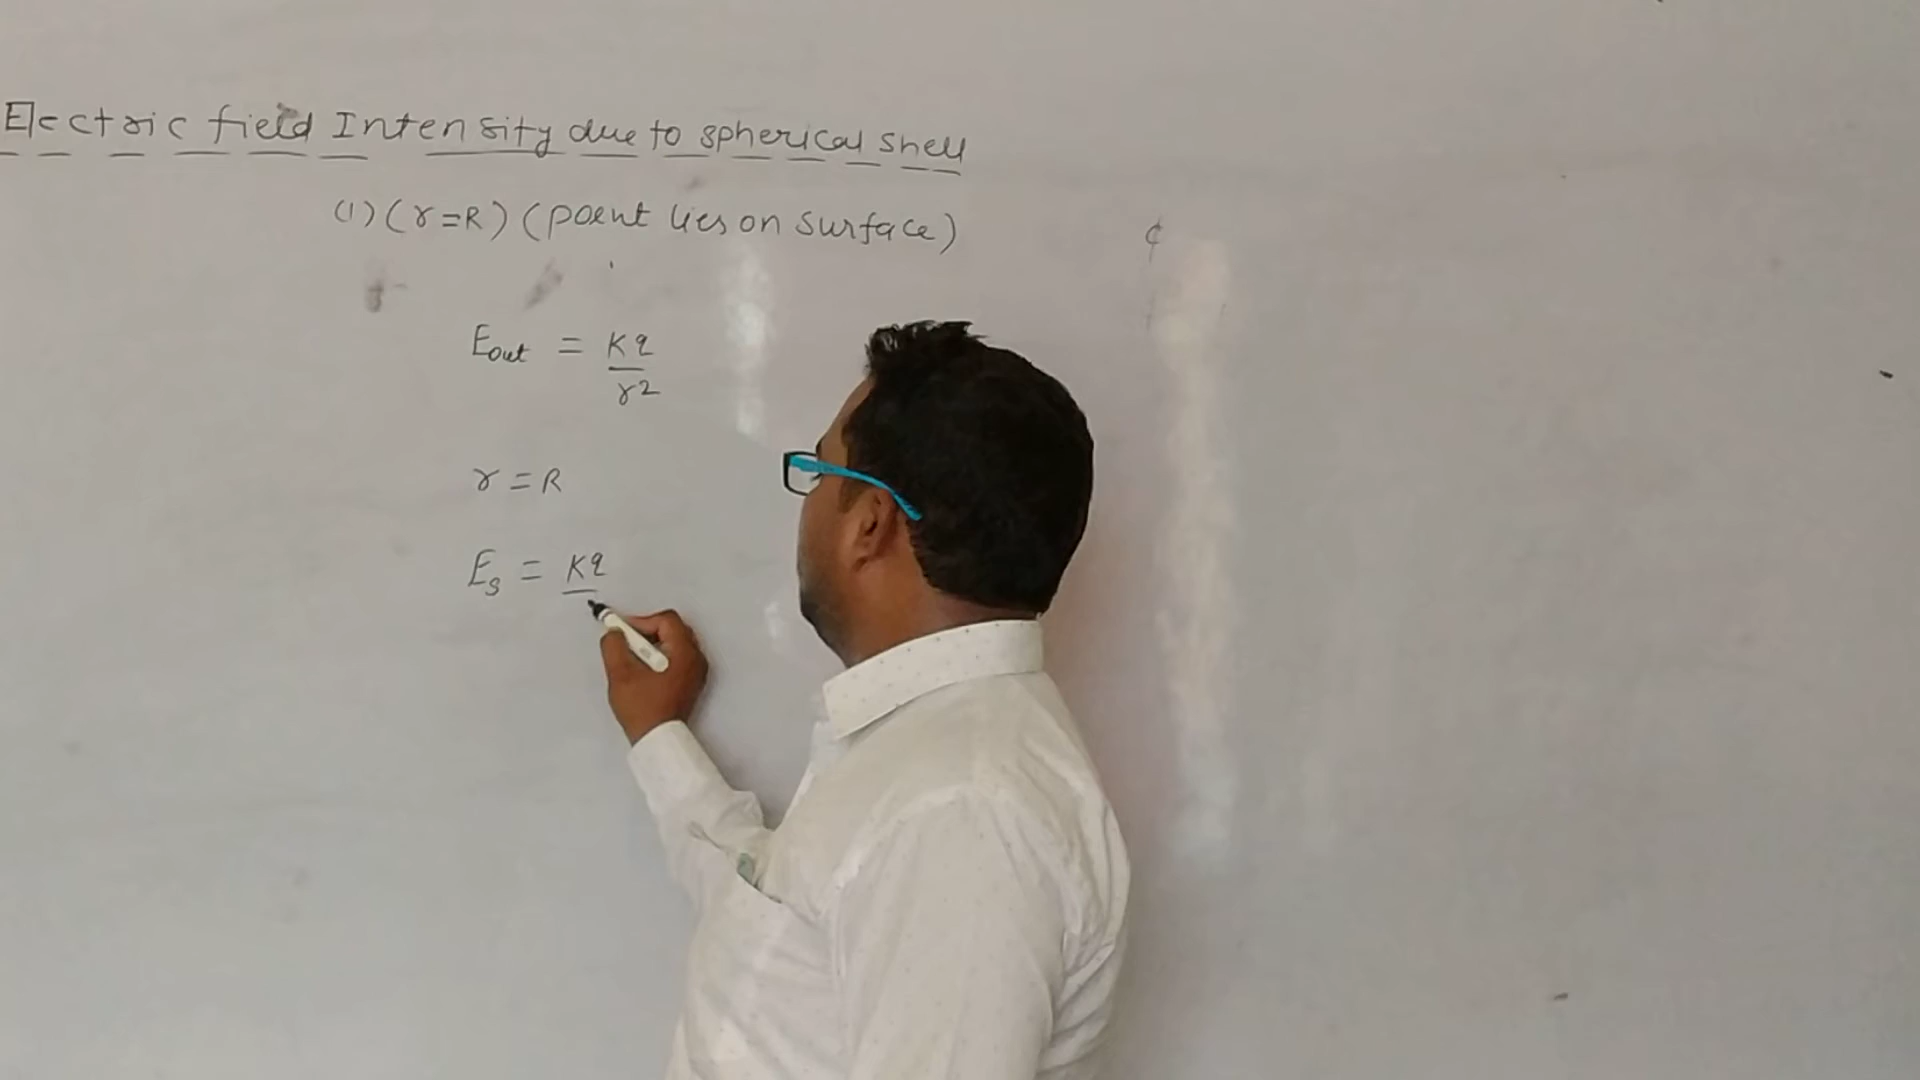 Electric field Intensity due to spherical shell
(1) (r=R) (point lies on surface)
¢
Eout = Kq
r2
r = R
Es = Kq